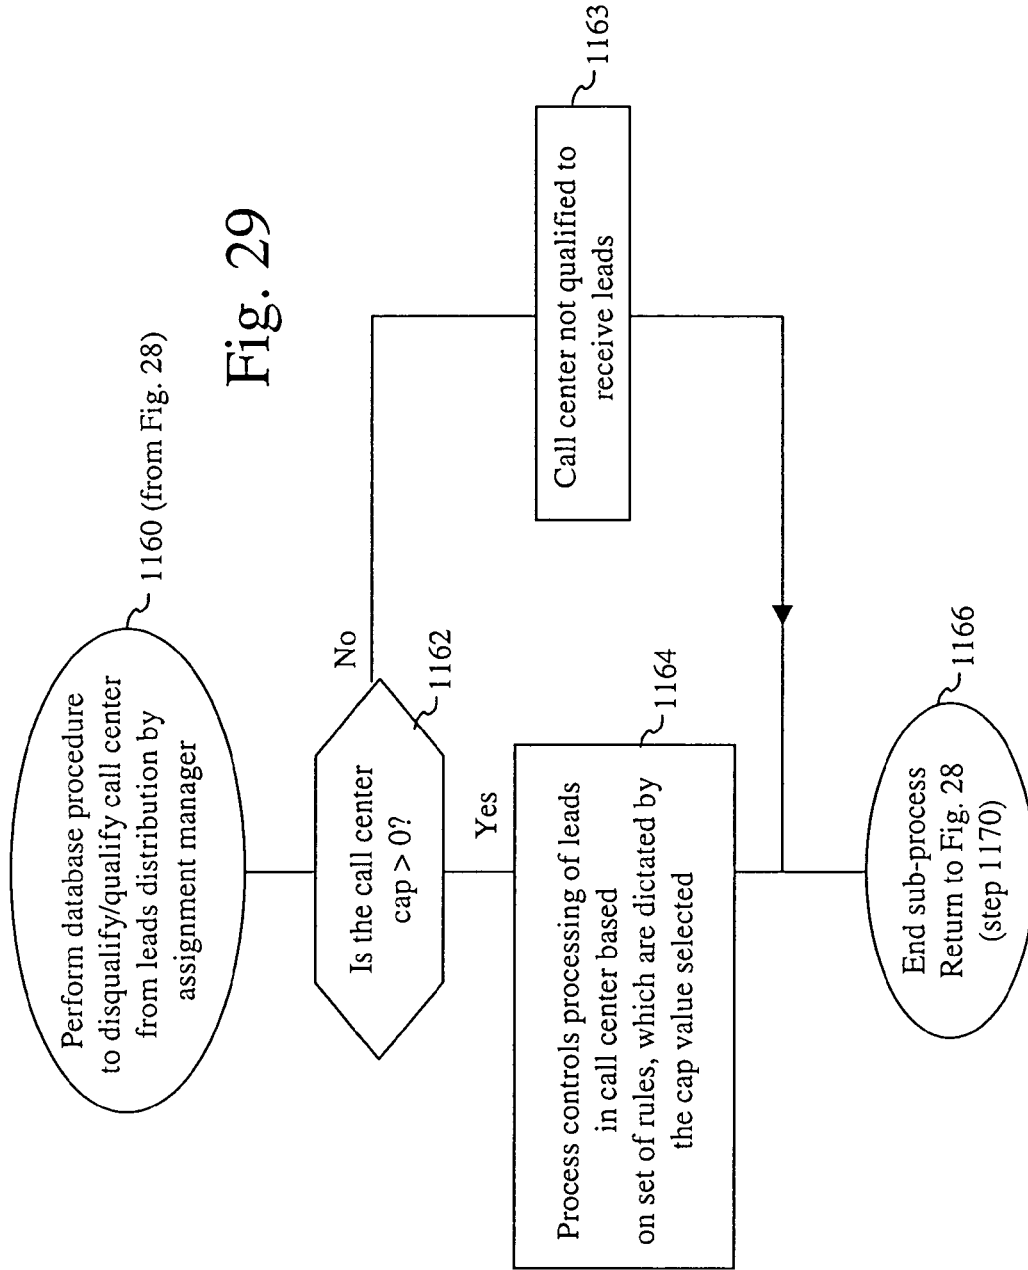 Perform database procedure
to disqualify/qualify call center
from leads distribution by
assignment manager
1160 (from Fig. 28)
Fig. 29
Is the call center
cap > 0?
1162
No
Yes
Call center not qualified to
receive leads
1163
Process controls processing of leads
in call center based
on set of rules, which are dictated by
the cap value selected
1164
End sub-process
Return to Fig. 28
(step 1170)
1166